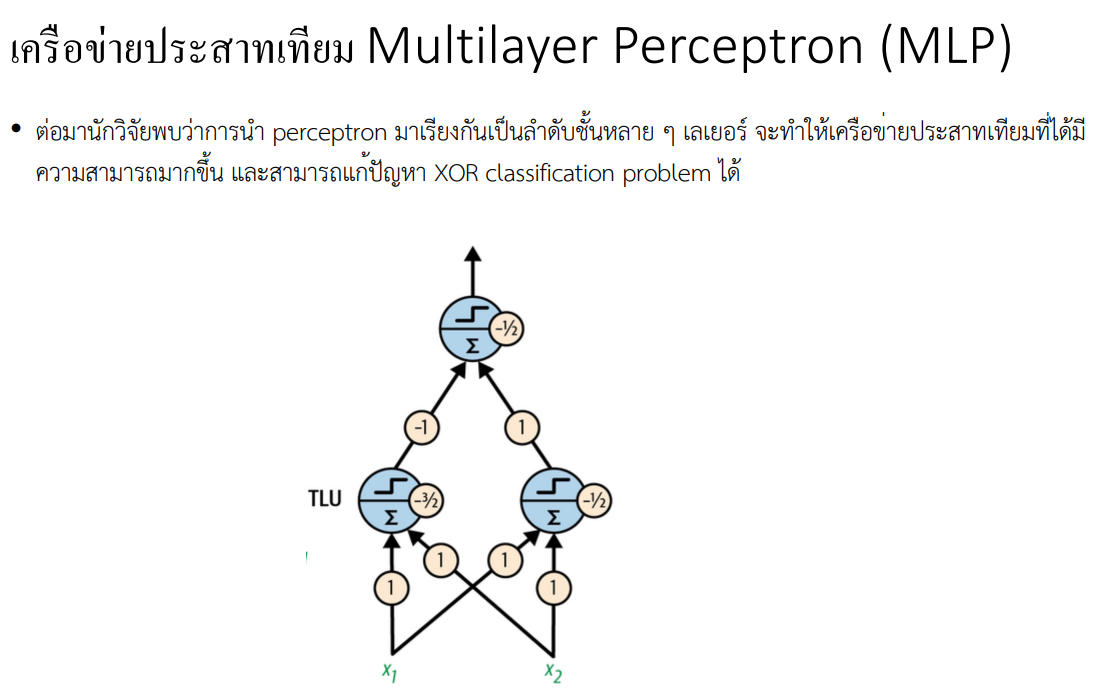 เครือข่ายประสาทเทียม Multilayer Perceptron (MLP)
• ต่อมานักวิจัยพบว่าการนำ perceptron มาเรียงกันเป็นลำดับชั้นหลาย ๆ เลเยอร์ จะทำให้เครือข่ายประสาทเทียมที่ได้มี
ความสามารถมากขึ้น และสามารถแก้ปัญหา XOR classification problem ได้
-½
Σ
-1 1
TLU -3/2 -½
Σ Σ
1 1
1 1
x1 x2